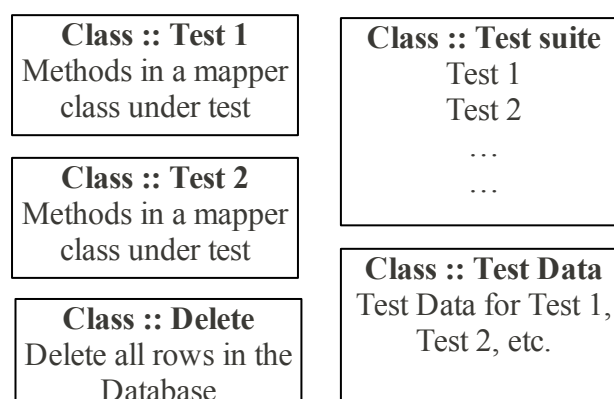 Class :: Test 1
Methods in a mapper
class under test
Class :: Test 2
Methods in a mapper
class under test
Class :: Delete
Delete all rows in the
Database
Class :: Test suite
Test 1
Test 2
…
…
Class :: Test Data
Test Data for Test 1,
Test 2, etc.